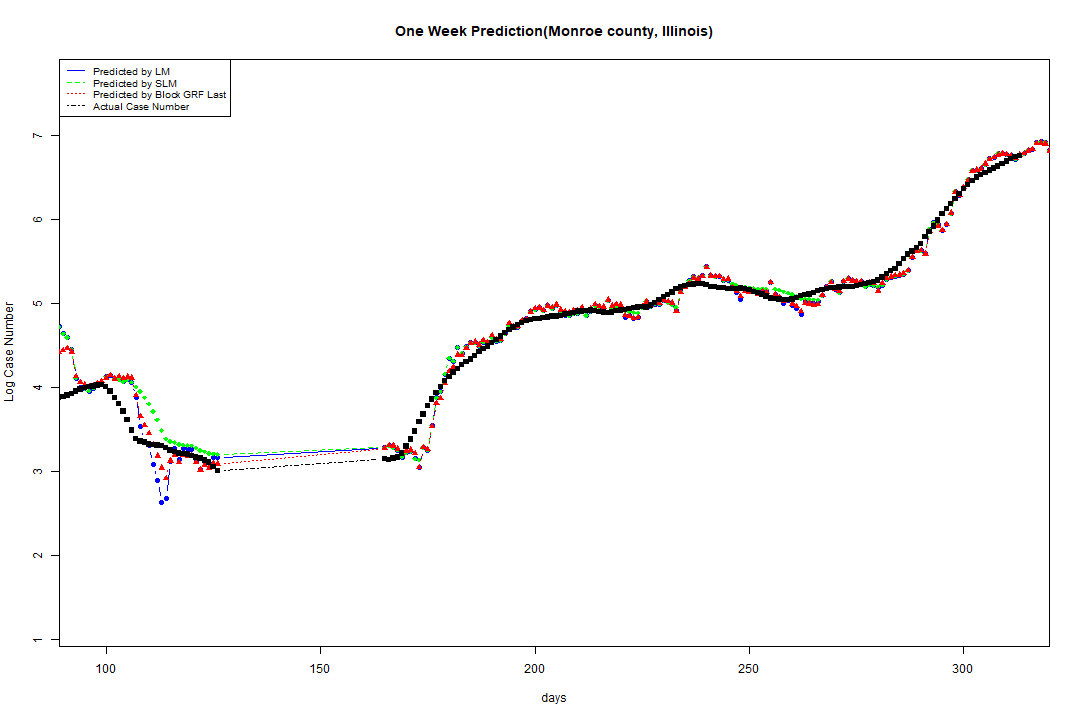 One Week Prediction(Monroe county, Illinois)
Predicted by LM
Predicted by SLM
Predicted by Block GRF Last
Actual Case Number
7
6
5
4
3
2
1
Log Case Number
100 150 200 250 300
days